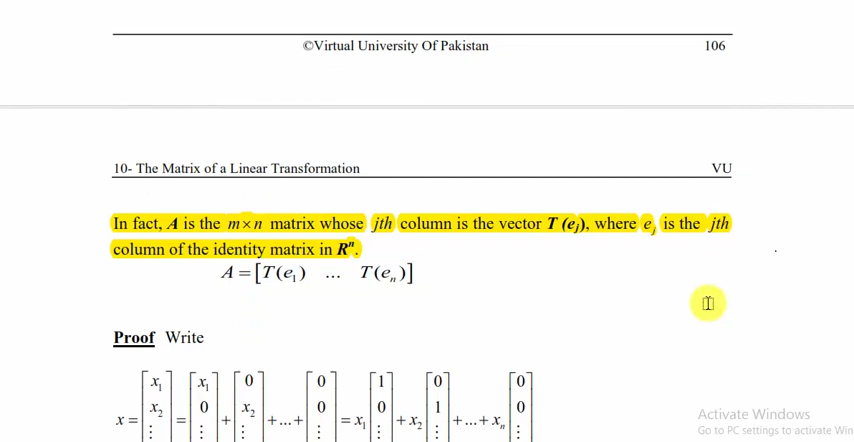 ©Virtual University Of Pakistan 106
10- The Matrix of a Linear Transformation VU
In fact, A is the m×n matrix whose jth column is the vector T (eⱼ), where eⱼ is the jth
column of the identity matrix in Rⁿ.
A = [T(e₁) ... T(eₙ)]
Proof Write
x = [x₁ x₂ ⋮] = [x₁ 0 ⋮] + [0 x₂ ⋮] +...+ [0 0 ⋮] = x₁ [1 0 ⋮] + x₂ [0 1 ⋮] +...+ xₙ [0 0 ⋮]
Activate Windows
Go to PC settings to activate Win